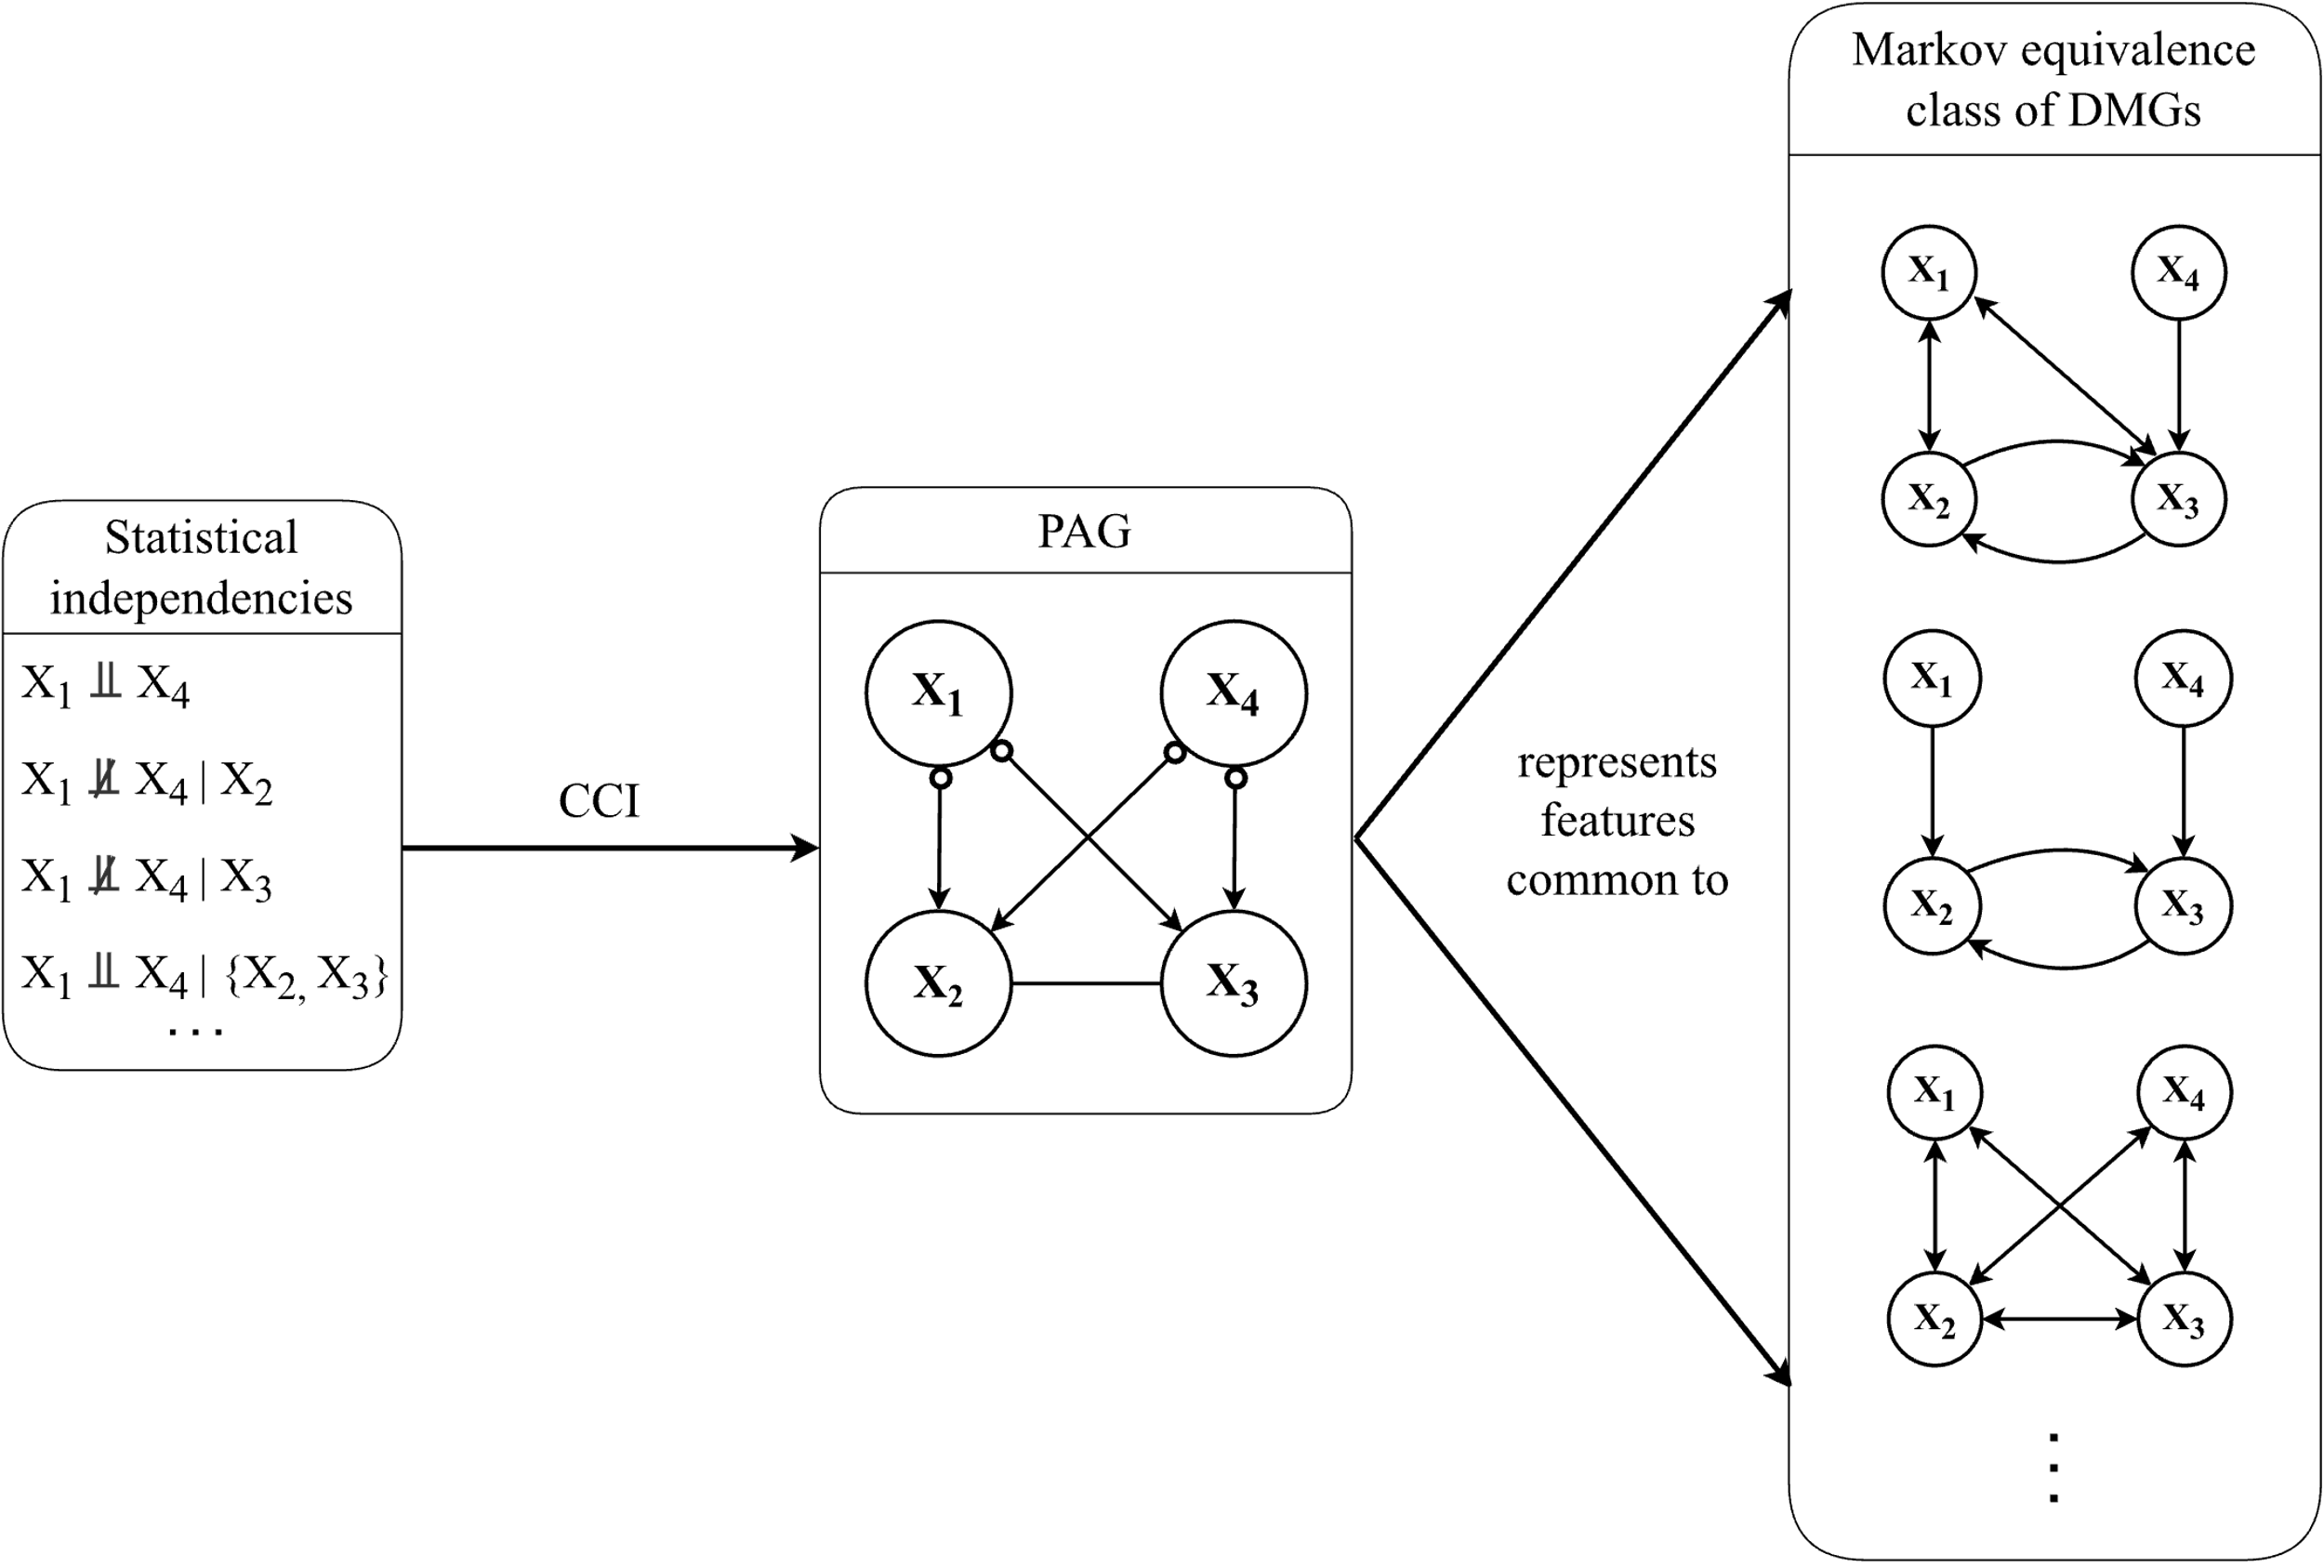 Statistical
independencies
X₁ ⫫ X₄
X₁ ⫫̸ X₄ | X₂
X₁ ⫫̸ X₄ | X₃
X₁ ⫫ X₄ | {X₂, X₃}
...
CCI
PAG
X₁ X₄
X₂ X₃
represents
features
common to
Markov equivalence
class of DMGs
X₁ X₄
X₂ X₃
X₁ X₄
X₂ X₃
X₁ X₄
X₂ X₃
⋮